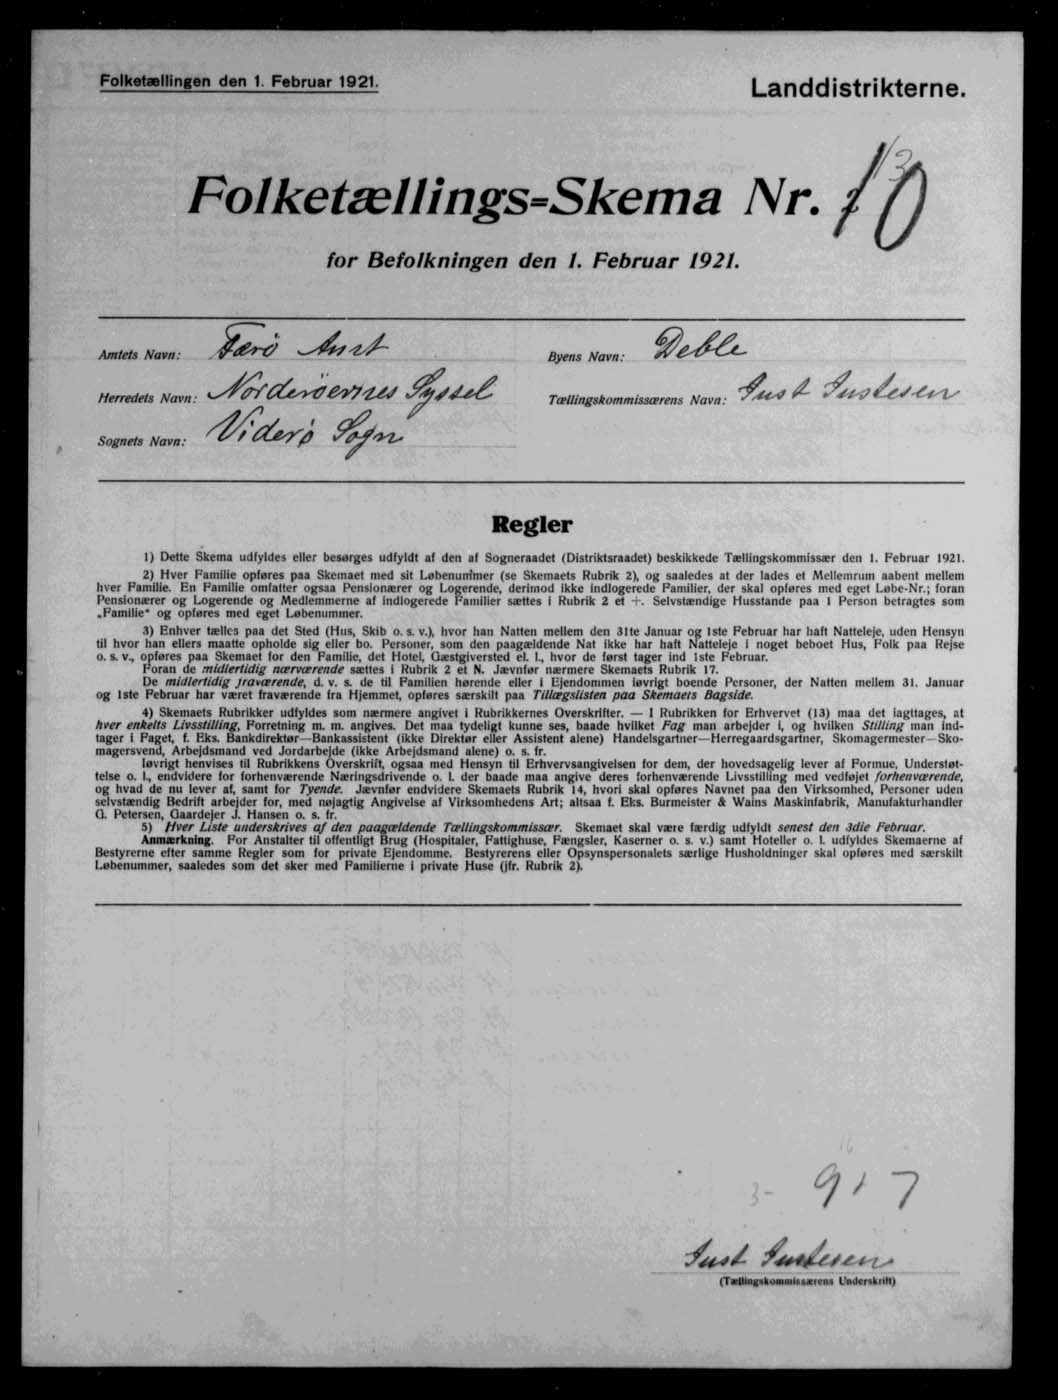 Folketællingen den 1. Februar 1921.
Landdistrikterne.
Folketællings=Skema Nr. 10
for Befolkningen den 1. Februar 1921.
Amtets Navn: Færø Amt
Byens Navn: Deble
Herredets Navn: Norderöernes Syssel
Tællingskommissærens Navn: Just Justesen
Sognets Navn: Viderö Sogn
Regler
1) Dette Skema udfyldes eller besørges udfyldt af den af Sogneraadet (Distriktsraadet) beskikkede Tællingskommissær den 1. Februar 1921.
2) Hver Familie opføres paa Skemaet med sit Løbenummer (se Skemaets Rubrik 2), og saaledes at der lades et Mellemrum aabent mellem
hver Familie. En Familie omfatter ogsaa Pensionærer og Logerende, derimod ikke indlogerede Familier, der skal opføres med eget Løbe-Nr.; foran
Pensionærer og Logerende og Medlemmerne af indlogerede Familier sættes i Rubrik 2 et +. Selvstændige Husstande paa 1 Person betragtes som
„Familie“ og opføres med eget Løbenummer.
3) Enhver tælles paa det Sted (Hus, Skib o. s. v.), hvor han Natten mellem den 31te Januar og 1ste Februar har haft Natteleje, uden Hensyn
til hvor han ellers maatte opholde sig eller bo. Personer, som den paagældende Nat ikke har haft Natteleje i noget beboet Hus, Folk paa Rejse
o. s. v., opføres paa Skemaet for den Familie, det Hotel, Gæstgiversted el. l., hvor de først tager ind 1ste Februar.
Foran de midlertidig nærværende sættes i Rubrik 2 et N. Jævnfør nærmere Skemaets Rubrik 17.
De midlertidig fraværende, d. v. s. de til Familien hørende eller i Ejendommen iøvrigt boende Personer, der Natten mellem 31. Januar
og 1ste Februar har været fraværende fra Hjemmet, opføres særskilt paa Tillægslisten paa Skemaets Bagside.
4) Skemaets Rubrikker udfyldes som nærmere angivet i Rubrikkernes Overskrifter. — I Rubrikken for Erhvervet (13) maa det iagttages, at
hver enkelts Livsstilling, Forretning m. m. angives. Det maa tydeligt kunne ses, baade hvilket Fag man arbejder i, og hvilken Stilling man ind-
tager i Faget, f. Eks. Bankdirektør—Bankassistent (ikke Direktør eller Assistent alene) Handelsgartner—Herregaardsgartner, Skomagermester—Sko-
magersvend, Arbejdsmand ved Jordarbejde (ikke Arbejdsmand alene) o. s. fr.
Iøvrigt henvises til Rubrikkens Overskrift, ogsaa med Hensyn til Erhvervsangivelsen for dem, der hovedsagelig lever af Formue, Understøt-
telse o. l., endvidere for forhenværende Næringsdrivende o. l. der baade maa angive deres forhenværende Livsstilling med vedføjet forhenværende,
og hvad de nu lever af, samt for Tyende. Jævnfør endvidere Skemaets Rubrik 14, hvori skal opføres Navnet paa den Virksomhed, Personer uden
selvstændig Bedrift arbejder for, med nøjagtig Angivelse af Virksomhedens Art; altsaa f. Eks. Burmeister & Wains Maskinfabrik, Manufakturhandler
G. Petersen, Gaardejer J. Hansen o. s. fr.
5) Hver Liste underskrives af den paagældende Tællingskommissær. Skemaet skal være færdig udfyldt senest den 3die Februar.
Anmærkning. For Anstalter til offentligt Brug (Hospitaler, Fattighuse, Fængsler, Kaserner o. s. v.) samt Hoteller o. l. udfyldes Skemaerne af
Bestyrerne efter samme Regler som for private Ejendomme. Bestyrerens eller Opsynspersonalets særlige Husholdninger skal opføres med særskilt
Løbenummer, saaledes som det sker med Familierne i private Huse (jfr. Rubrik 2).
16
3- 9 + 7
Just Justesen
(Tællingskommissærens Underskrift)